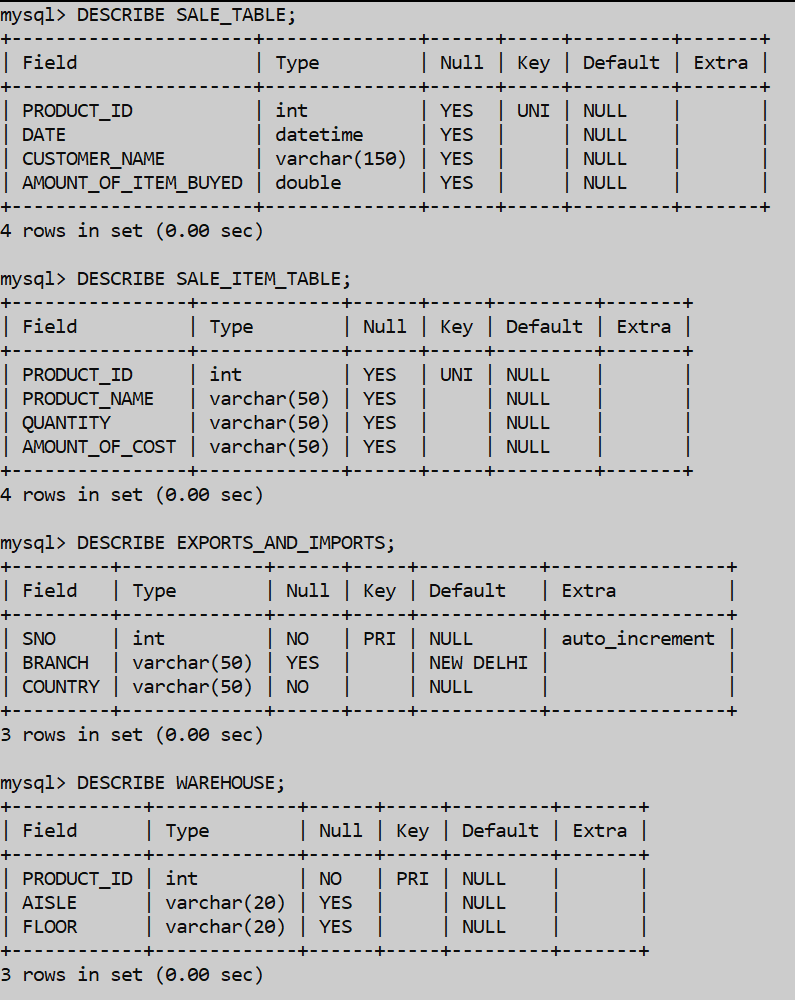 mysql> DESCRIBE SALE_TABLE;
+----------------------+--------------+------+-----+---------+-------+
| Field                | Type         | Null | Key | Default | Extra |
+----------------------+--------------+------+-----+---------+-------+
| PRODUCT_ID           | int          | YES  | UNI | NULL    |       |
| DATE                 | datetime     | YES  |     | NULL    |       |
| CUSTOMER_NAME        | varchar(150) | YES  |     | NULL    |       |
| AMOUNT_OF_ITEM_BUYED | double       | YES  |     | NULL    |       |
+----------------------+--------------+------+-----+---------+-------+
4 rows in set (0.00 sec)
mysql> DESCRIBE SALE_ITEM_TABLE;
+----------------+-------------+------+-----+---------+-------+
| Field          | Type        | Null | Key | Default | Extra |
+----------------+-------------+------+-----+---------+-------+
| PRODUCT_ID     | int         | YES  | UNI | NULL    |       |
| PRODUCT_NAME   | varchar(50) | YES  |     | NULL    |       |
| QUANTITY       | varchar(50) | YES  |     | NULL    |       |
| AMOUNT_OF_COST | varchar(50) | YES  |     | NULL    |       |
+----------------+-------------+------+-----+---------+-------+
4 rows in set (0.00 sec)
mysql> DESCRIBE EXPORTS_AND_IMPORTS;
+---------+-------------+------+-----+-----------+----------------+
| Field   | Type        | Null | Key | Default   | Extra          |
+---------+-------------+------+-----+-----------+----------------+
| SNO     | int         | NO   | PRI | NULL      | auto_increment |
| BRANCH  | varchar(50) | YES  |     | NEW DELHI |                |
| COUNTRY | varchar(50) | NO   |     | NULL      |                |
+---------+-------------+------+-----+-----------+----------------+
3 rows in set (0.00 sec)
mysql> DESCRIBE WAREHOUSE;
+------------+-------------+------+-----+---------+-------+
| Field      | Type        | Null | Key | Default | Extra |
+------------+-------------+------+-----+---------+-------+
| PRODUCT_ID | int         | NO   | PRI | NULL    |       |
| AISLE      | varchar(20) | YES  |     | NULL    |       |
| FLOOR      | varchar(20) | YES  |     | NULL    |       |
+------------+-------------+------+-----+---------+-------+
3 rows in set (0.00 sec)